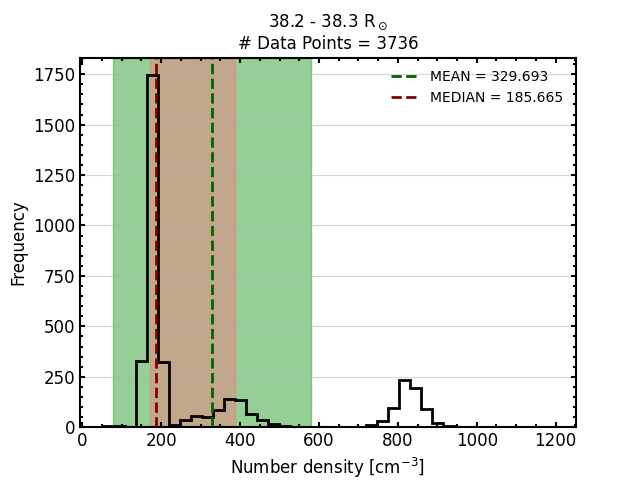 38.2 - 38.3 R⊙
# Data Points = 3736
MEAN = 329.693
MEDIAN = 185.665
Frequency
1750
1500
1250
1000
750
500
250
0
0 200 400 600 800 1000 1200
Number density [cm⁻³]